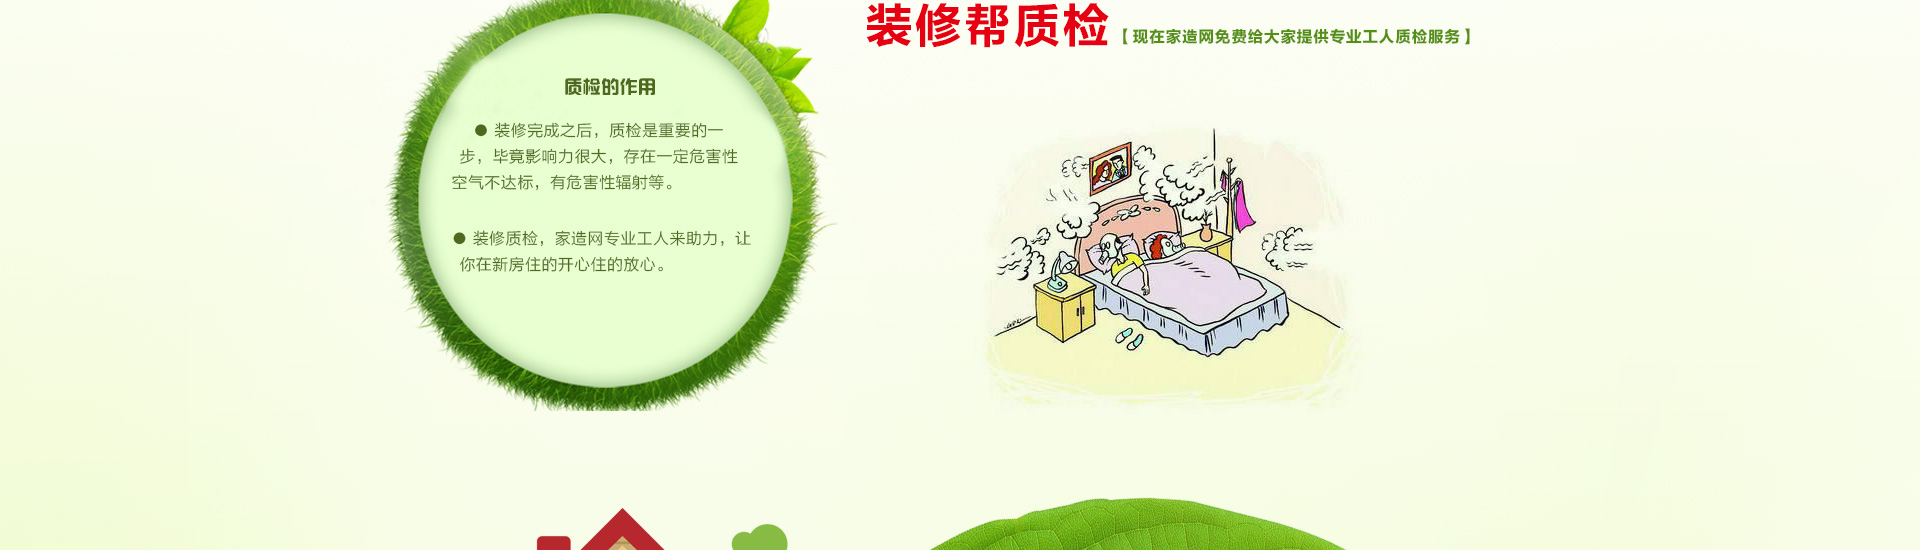 装修帮质检
【现在家造网免费给大家提供专业工人质检服务】
质检的作用
● 装修完成之后，质检是重要的一
步，毕竟影响力很大，存在一定危害性
空气不达标，有危害性辐射等。
● 装修质检，家造网专业工人来助力，让
你在新房住的开心住的放心。